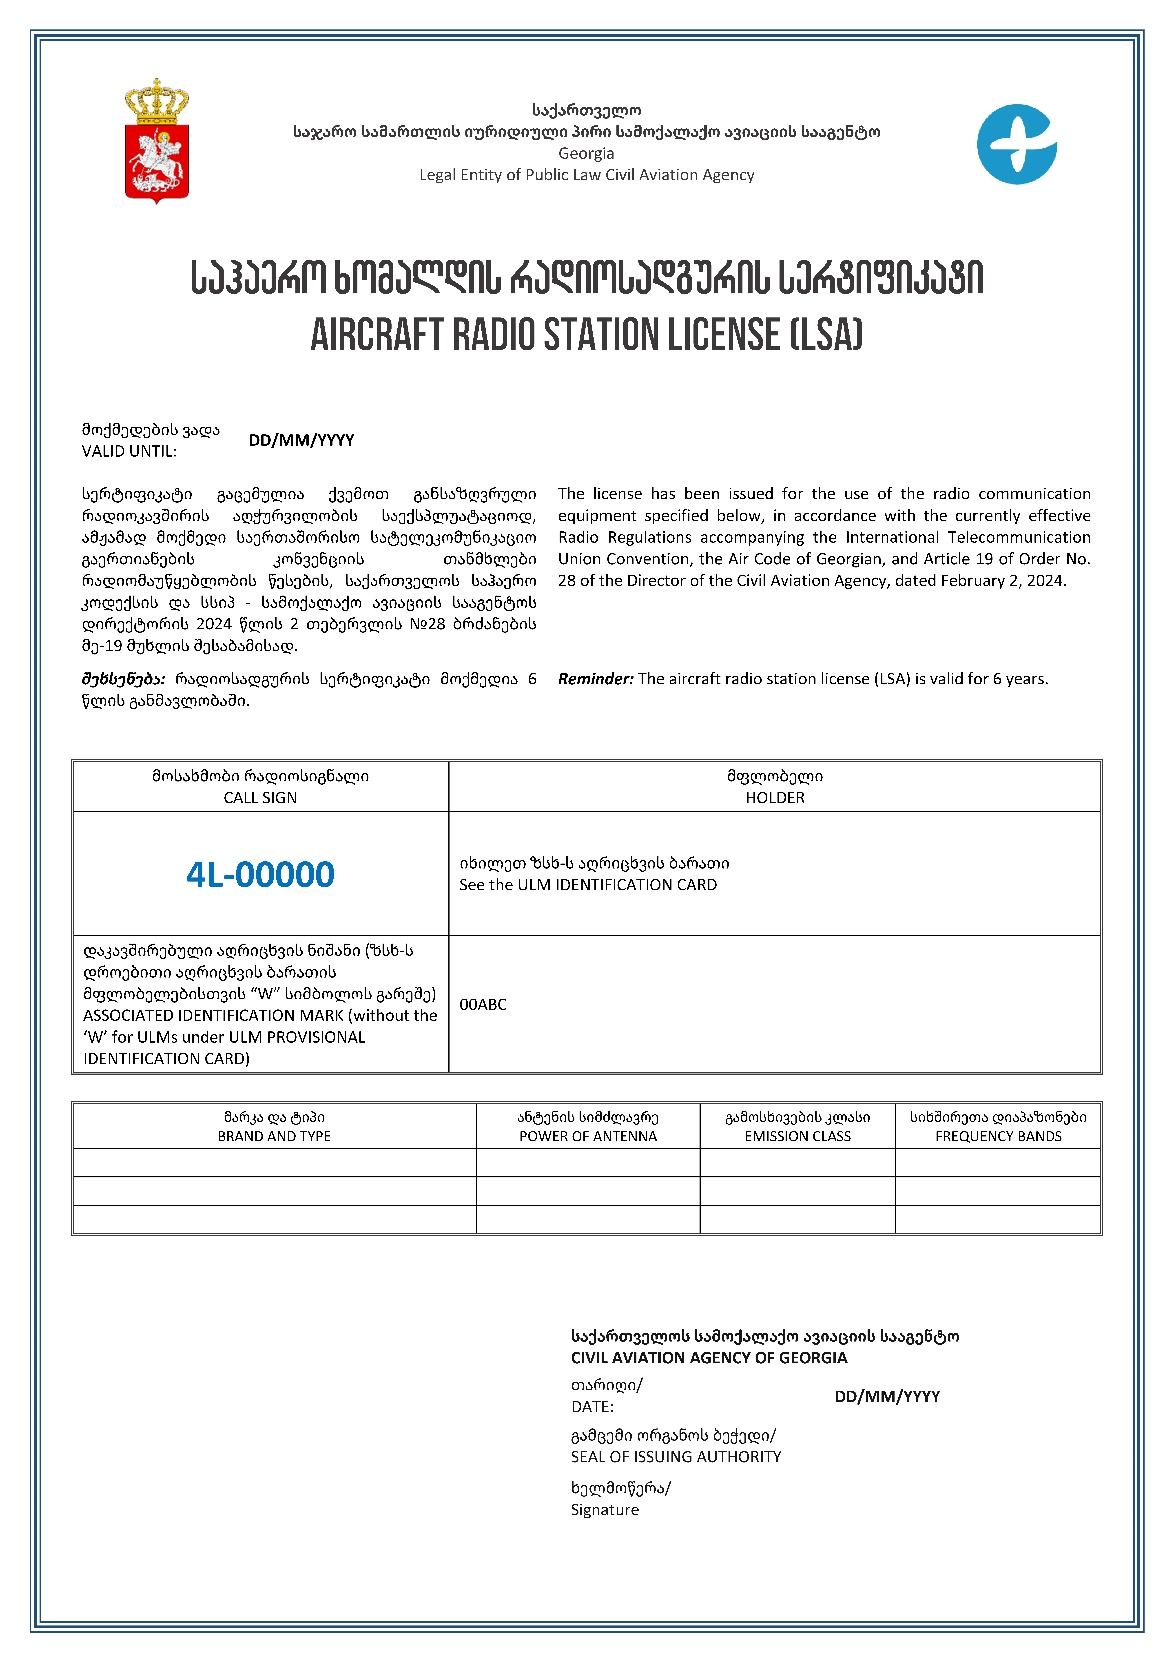 საქართველო
საჯარო სამართლის იურიდიული პირი სამოქალაქო ავიაციის სააგენტო
Georgia
Legal Entity of Public Law Civil Aviation Agency
საჰაერო ხომალდის რადიოსადგურის სერტიფიკატი
AIRCRAFT RADIO STATION LICENSE (LSA)
მოქმედების ვადა
VALID UNTIL:
DD/MM/YYYY
სერტიფიკატი გაცემულია ქვემოთ განსაზღვრული
რადიოკავშირის აღჭურვილობის საექსპლუატაციოდ,
ამჟამად მოქმედი საერთაშორისო სატელეკომუნიკაციო
გაერთიანების კონვენციის თანმხლები
რადიომაუწყებლობის წესების, საქართველოს საჰაერო
კოდექსის და სსიპ - სამოქალაქო ავიაციის სააგენტოს
დირექტორის 2024 წლის 2 თებერვლის №28 ბრძანების
მე-19 მუხლის შესაბამისად.
The license has been issued for the use of the radio communication
equipment specified below, in accordance with the currently effective
Radio Regulations accompanying the International Telecommunication
Union Convention, the Air Code of Georgian, and Article 19 of Order No.
28 of the Director of the Civil Aviation Agency, dated February 2, 2024.
შეხსენება: რადიოსადგურის სერტიფიკატი მოქმედია 6
წლის განმავლობაში.
Reminder: The aircraft radio station license (LSA) is valid for 6 years.
მოსახმობი რადიოსიგნალი
CALL SIGN
მფლობელი
HOLDER
4L-00000
იხილეთ ზსხ-ს აღრიცხვის ბარათი
See the ULM IDENTIFICATION CARD
დაკავშირებული აღრიცხვის ნიშანი (ზსხ-ს
დროებითი აღრიცხვის ბარათის
მფლობელებისთვის “W” სიმბოლოს გარეშე)
ASSOCIATED IDENTIFICATION MARK (without the
‘W’ for ULMs under ULM PROVISIONAL
IDENTIFICATION CARD)
00ABC
მარკა და ტიპი
BRAND AND TYPE
ანტენის სიმძლავრე
POWER OF ANTENNA
გამოსხივების კლასი
EMISSION CLASS
სიხშირეთა დიაპაზონები
FREQUENCY BANDS
საქართველოს სამოქალაქო ავიაციის სააგენტო
CIVIL AVIATION AGENCY OF GEORGIA
თარიღი/
DATE:
DD/MM/YYYY
გამცემი ორგანოს ბეჭედი/
SEAL OF ISSUING AUTHORITY
ხელმოწერა/
Signature